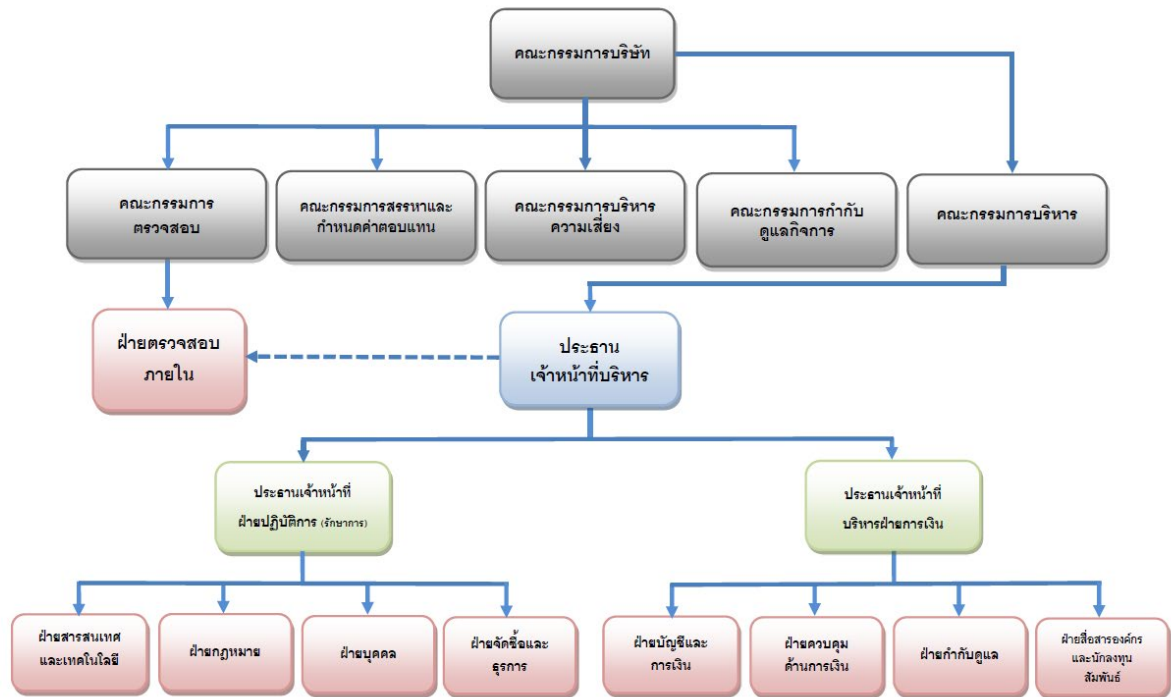 คณะกรรมการบริษัท
คณะกรรมการ
ตรวจสอบ
คณะกรรมการสรรหาและ
กำหนดค่าตอบแทน
คณะกรรมการบริหาร
ความเสี่ยง
คณะกรรมการกำกับ
ดูแลกิจการ
คณะกรรมการบริหาร
ฝ่ายตรวจสอบ
ภายใน
ประธาน
เจ้าหน้าที่บริหาร
ประธานเจ้าหน้าที่
ฝ่ายปฏิบัติการ (รักษาการ)
ประธานเจ้าหน้าที่
บริหารฝ่ายการเงิน
ฝ่ายสารสนเทศ
และเทคโนโลยี
ฝ่ายกฎหมาย
ฝ่ายบุคคล
ฝ่ายจัดซื้อและ
ธุรการ
ฝ่ายบัญชีและ
การเงิน
ฝ่ายควบคุม
ด้านการเงิน
ฝ่ายกำกับดูแล
ฝ่ายสื่อสารองค์กร
และนักลงทุน
สัมพันธ์